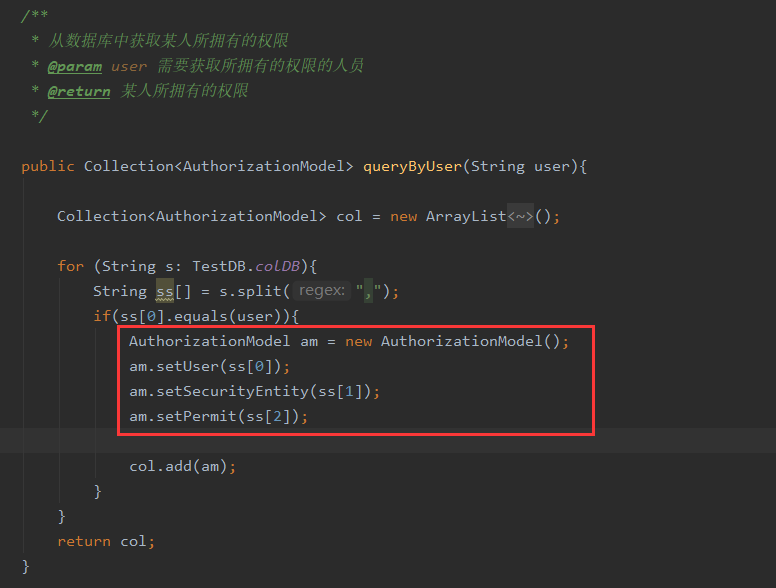 /**
 * 从数据库中获取某人所拥有的权限
 * @param user 需要获取所拥有的权限的人员
 * @return 某人所拥有的权限
 */
public Collection<AuthorizationModel> queryByUser(String user){
    Collection<AuthorizationModel> col = new ArrayList<~>();
    for (String s: TestDB.colDB){
        String ss[] = s.split( regex: ",");
        if(ss[0].equals(user)){
            AuthorizationModel am = new AuthorizationModel();
            am.setUser(ss[0]);
            am.setSecurityEntity(ss[1]);
            am.setPermit(ss[2]);
            col.add(am);
        }
    }
    return col;
}